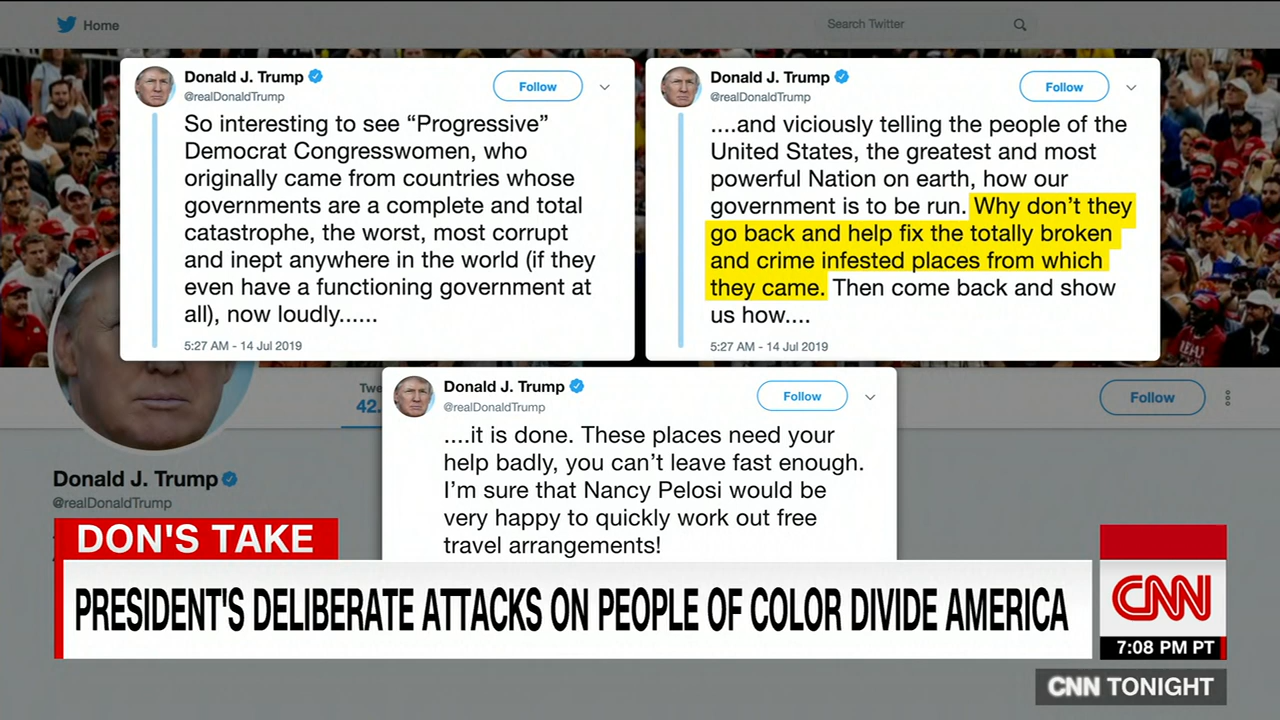 Home
Search Twitter
Donald J. Trump
@realDonaldTrump
Follow
So interesting to see “Progressive”
Democrat Congresswomen, who
originally came from countries whose
governments are a complete and total
catastrophe, the worst, most corrupt
and inept anywhere in the world (if they
even have a functioning government at
all), now loudly......
5:27 AM - 14 Jul 2019
Donald J. Trump
@realDonaldTrump
Follow
....and viciously telling the people of the
United States, the greatest and most
powerful Nation on earth, how our
government is to be run. Why don’t they
go back and help fix the totally broken
and crime infested places from which
they came. Then come back and show
us how....
5:27 AM - 14 Jul 2019
Donald J. Trump
@realDonaldTrump
Follow
....it is done. These places need your
help badly, you can’t leave fast enough.
I’m sure that Nancy Pelosi would be
very happy to quickly work out free
travel arrangements!
Follow
Donald J. Trump
@realDonaldTrump
DON'S TAKE
PRESIDENT'S DELIBERATE ATTACKS ON PEOPLE OF COLOR DIVIDE AMERICA
CNN
7:08 PM PT
CNN TONIGHT